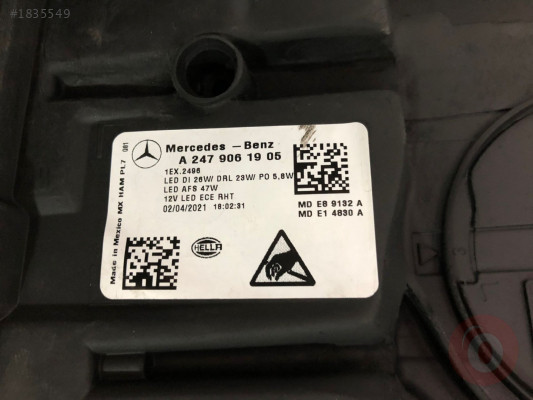 #1835549
Mercedes - Benz
A 247 906 19 05
1EX.2496
LED DI 26W/ DRL 23W/ PO 5,8W
LED AFS 47W
12V LED ECE RHT
02/04/2021 18:02:31
MD E8 9132 A
MD E1 4830 A
Made in Mexico MX HAM PL7 081
HELLA